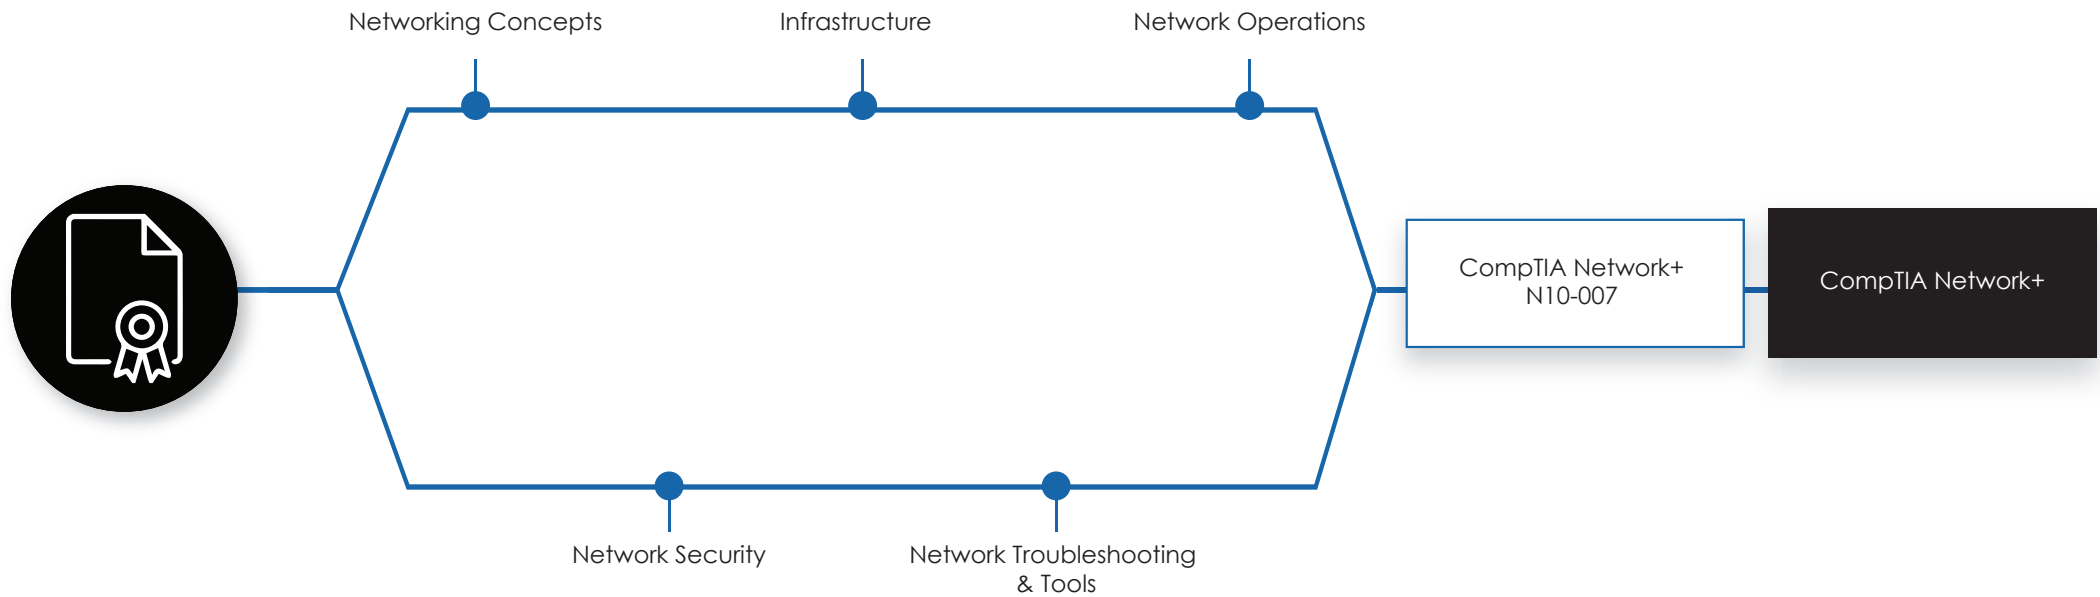 Networking Concepts
Infrastructure
Network Operations
CompTIA Network+
N10-007
CompTIA Network+
Network Security
Network Troubleshooting
& Tools